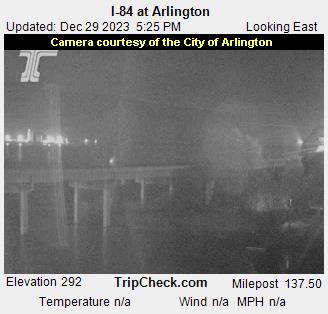 I-84 at Arlington
Updated: Dec 29 2023 5:25 PM Looking East
Camera courtesy of the City of Arlington
Elevation 292 TripCheck.com Milepost 137.50
Temperature n/a Wind n/a MPH n/a